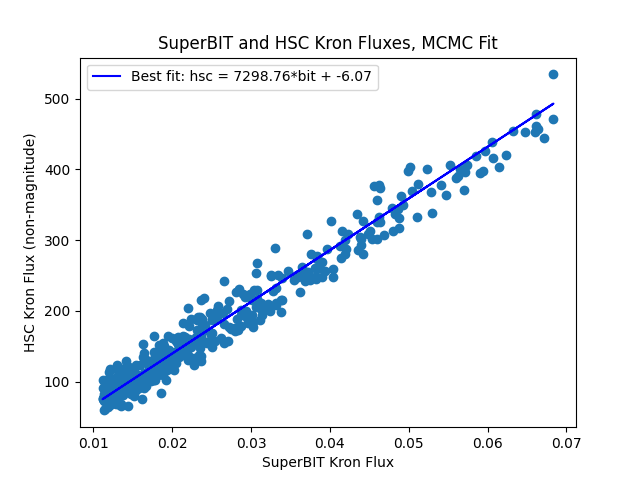 SuperBIT and HSC Kron Fluxes, MCMC Fit
Best fit: hsc = 7298.76*bit + -6.07
HSC Kron Flux (non-magnitude)
500
400
300
200
100
0.01 0.02 0.03 0.04 0.05 0.06 0.07
SuperBIT Kron Flux